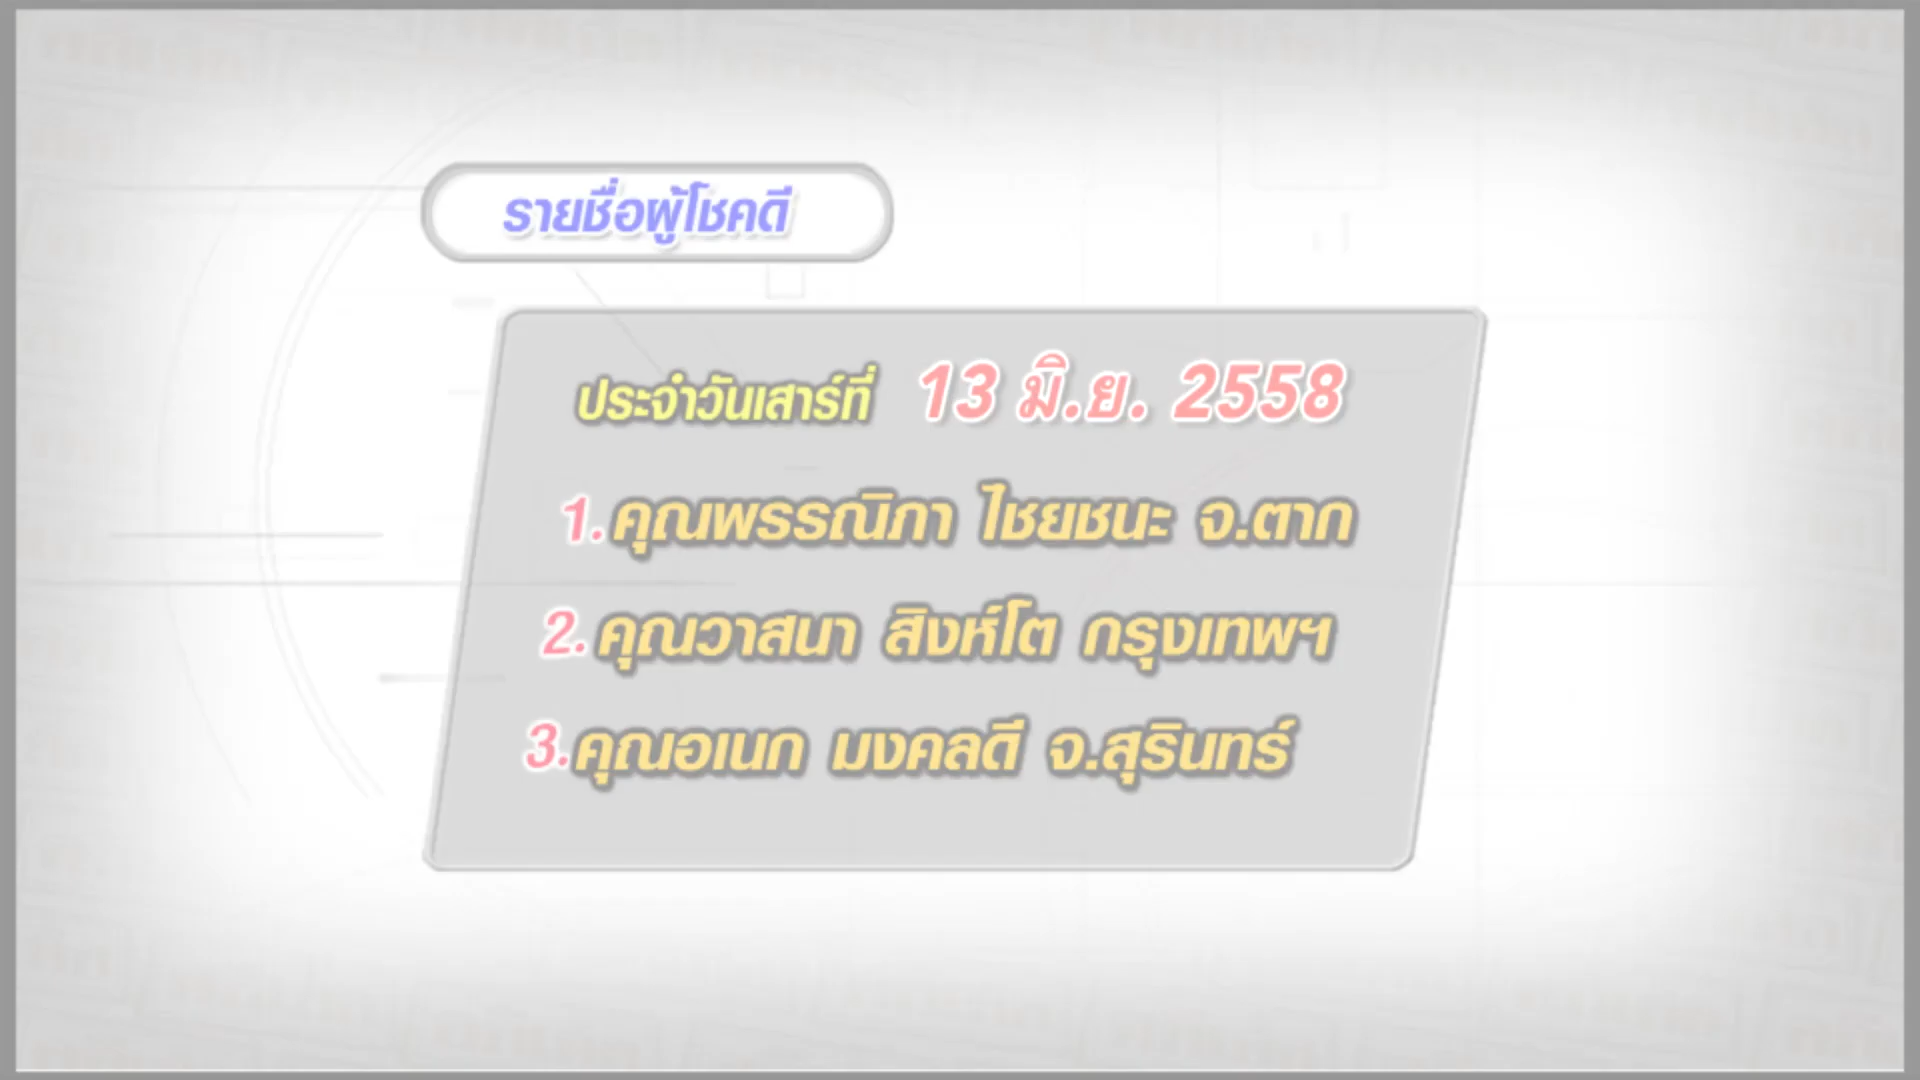 รายชื่อผู้โชคดี
ประจำวันเสาร์ที่ 13 มิ.ย. 2558
1. คุณพรรณิภา ไชยชนะ จ.ตาก
2. คุณวาสนา สิงห์โต กรุงเทพฯ
3. คุณอเนก มงคลดี จ.สุรินทร์